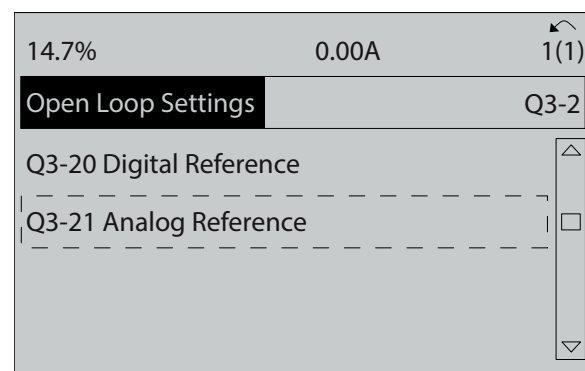 14.7% 0.00A 1(1)
Open Loop Settings Q3-2
Q3-20 Digital Reference
Q3-21 Analog Reference